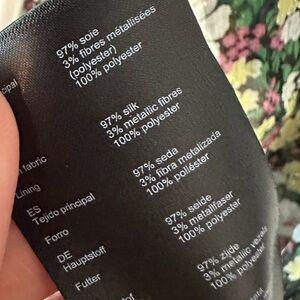 97% soie
3% fibres métallisées
(polyester)
100% polyester
97% silk
3% metallic fibres
100% polyester
fabric
Lining
ES
Tejido principal
Forro
97% seda
3% fibra metalizada
100% poliéster
DE
Hauptstoff
Futter
97% seide
3% metallfaser
100% polyester
97% zijde
3% metallic
100% polyester